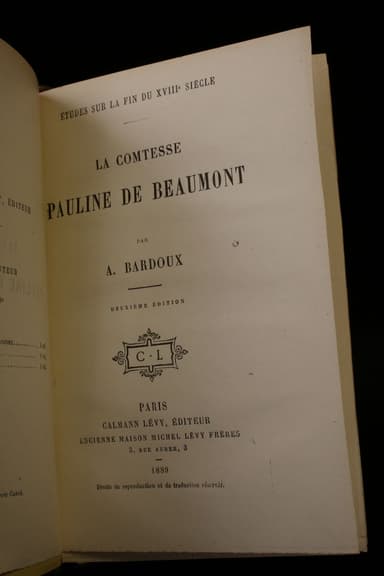 ÉTUDES SUR LA FIN DU XVIIIe SIÈCLE
LA COMTESSE
PAULINE DE BEAUMONT
PAR
A. BARDOUX
DEUXIÈME ÉDITION
C·L
PARIS
CALMANN LÉVY, ÉDITEUR
ANCIENNE MAISON MICHEL LÉVY FRÈRES
3, RUE AUBER, 3
1889
Droits de reproduction et de traduction réservés.